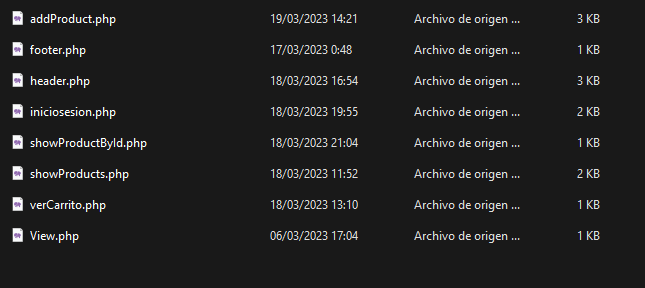 addProduct.php 19/03/2023 14:21 Archivo de origen ... 3 KB
footer.php 17/03/2023 0:48 Archivo de origen ... 1 KB
header.php 18/03/2023 16:54 Archivo de origen ... 3 KB
iniciosesion.php 18/03/2023 19:55 Archivo de origen ... 2 KB
showProductById.php 18/03/2023 21:04 Archivo de origen ... 1 KB
showProducts.php 18/03/2023 11:52 Archivo de origen ... 2 KB
verCarrito.php 18/03/2023 13:10 Archivo de origen ... 1 KB
View.php 06/03/2023 17:04 Archivo de origen ... 1 KB